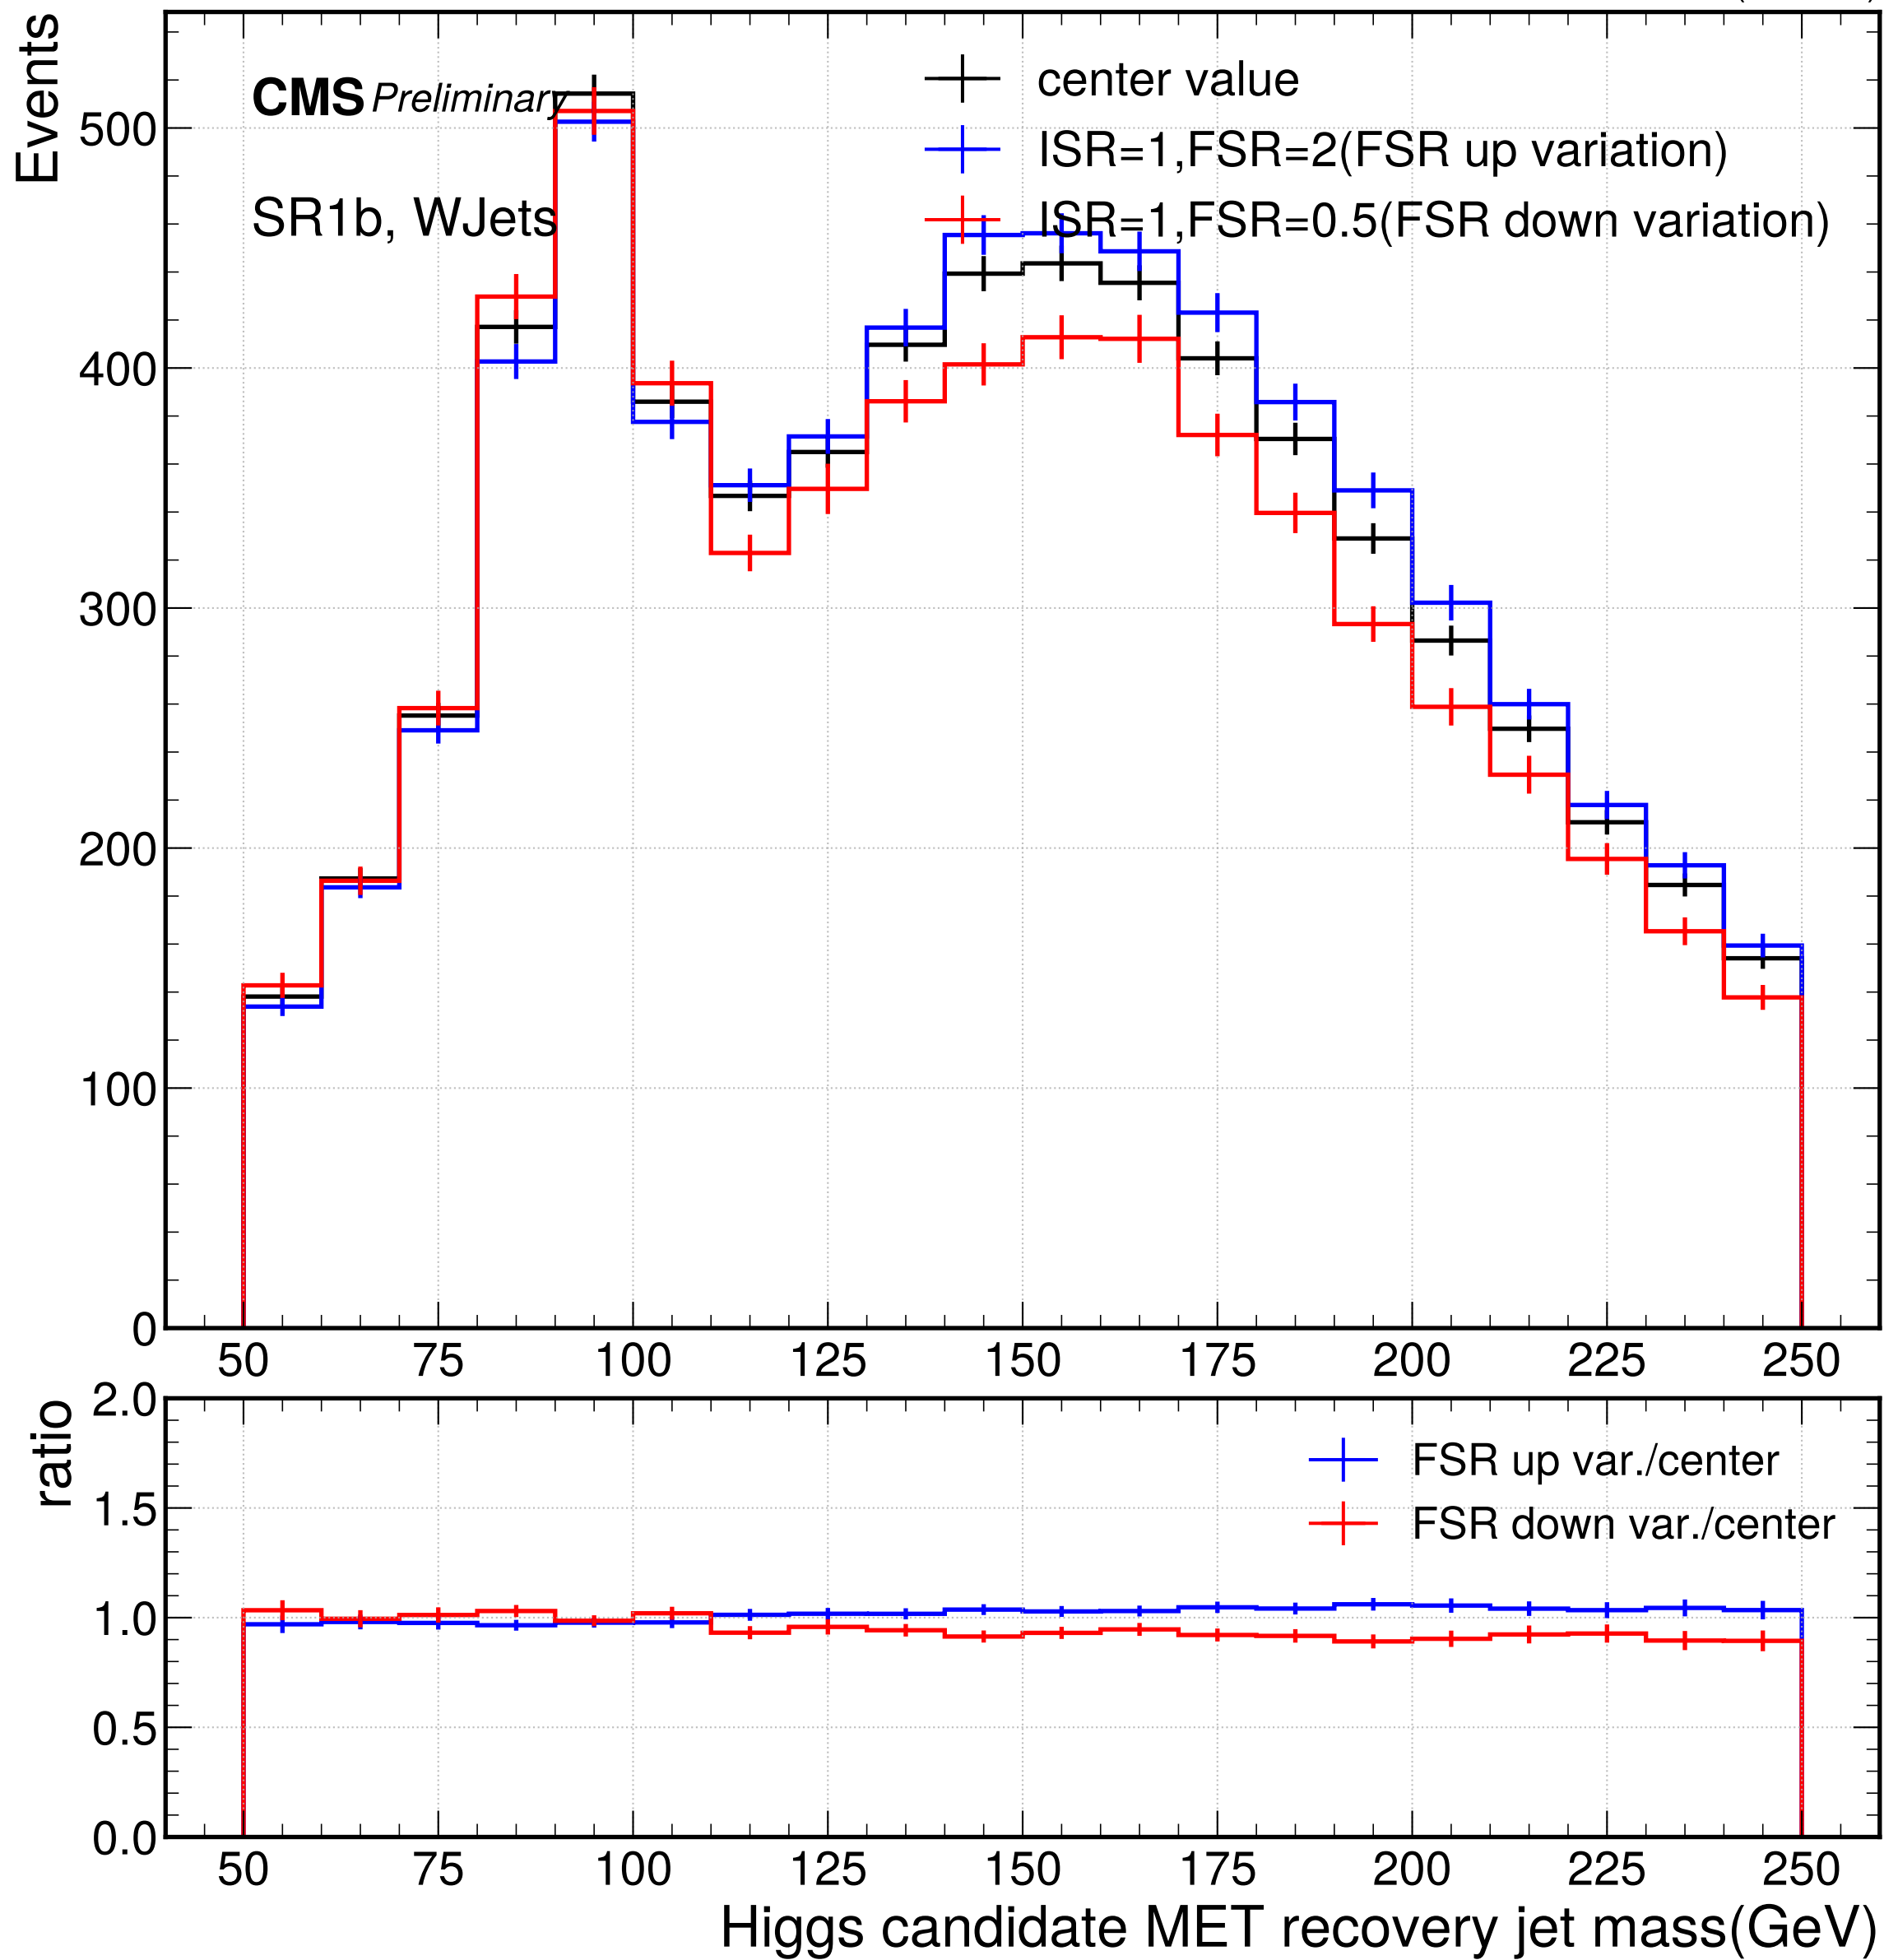 Events
CMS Preliminary
SR1b, WJets
center value
ISR=1,FSR=2(FSR up variation)
ISR=1,FSR=0.5(FSR down variation)
500
400
300
200
100
0
50 75 100 125 150 175 200 225 250
ratio
FSR up var./center
FSR down var./center
2.0
1.5
1.0
0.5
0.0
50 75 100 125 150 175 200 225 250
Higgs candidate MET recovery jet mass(GeV)